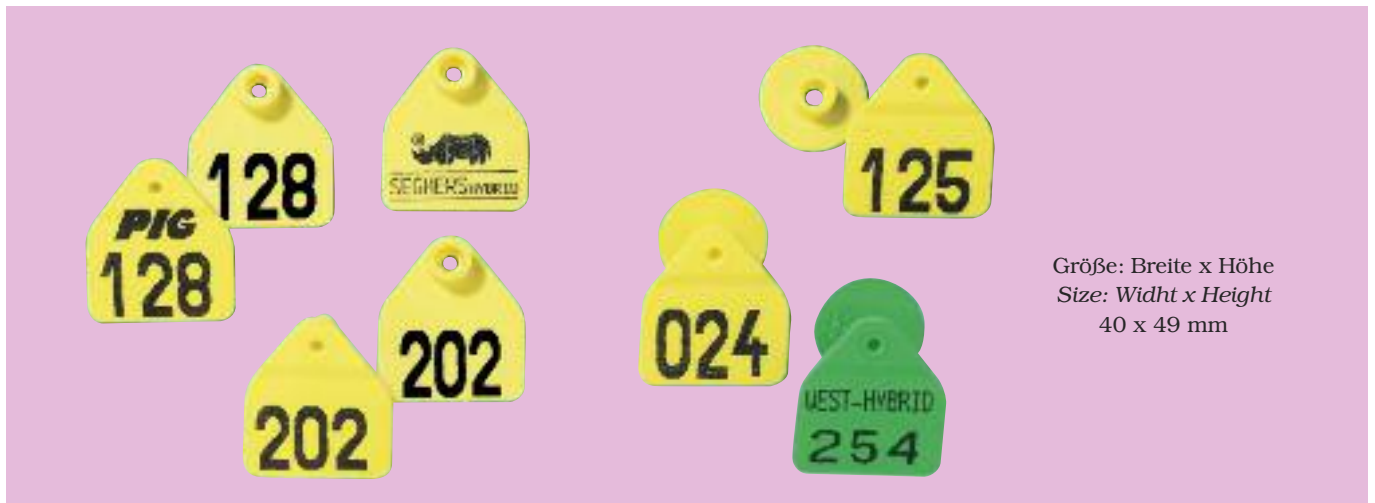 128
PIG
128
SEGHERS HYBRID
202
202
125
024
WEST-HYBRID
254
Größe: Breite x Höhe
Size: Widht x Height
40 x 49 mm